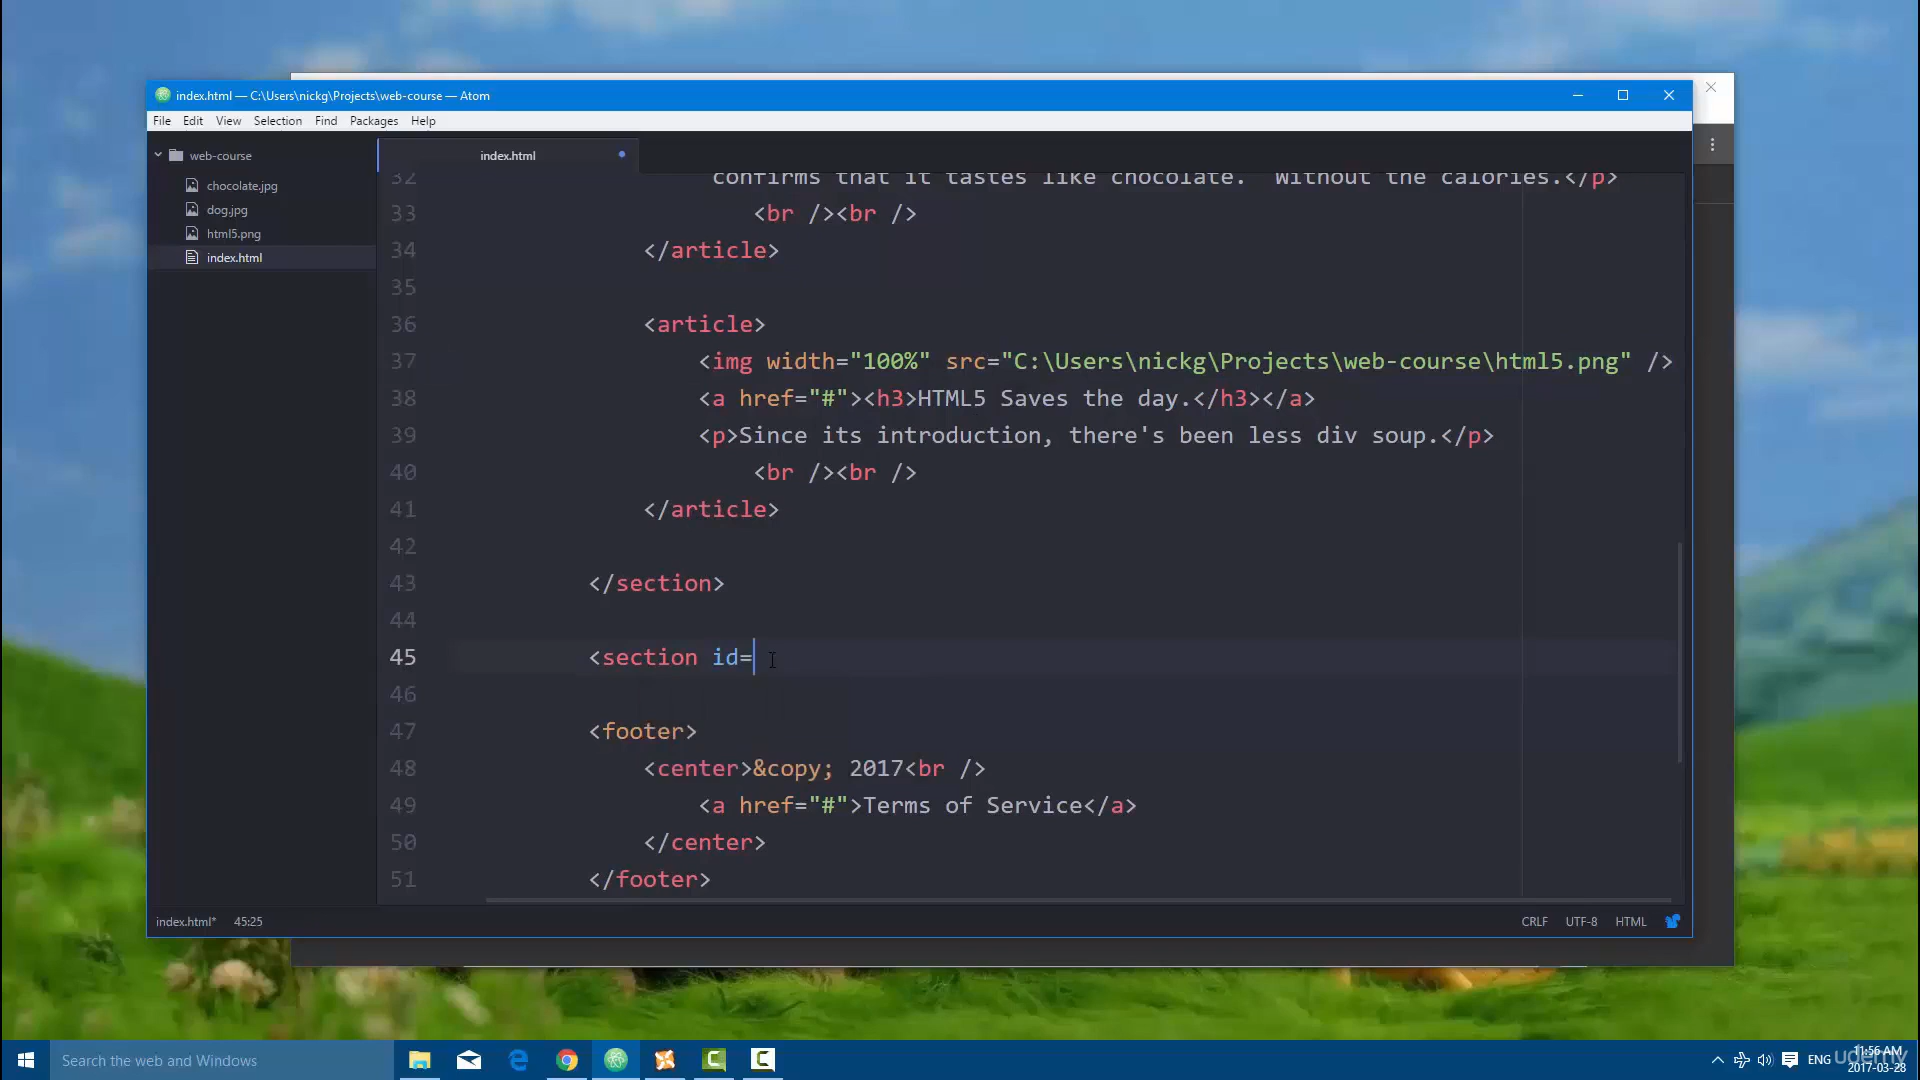 index.html — C:\Users\nickg\Projects\web-course — Atom
File Edit View Selection Find Packages Help
web-course
chocolate.jpg
dog.jpg
html5.png
index.html
index.html
32 confirms that it tastes like chocolate.  Without the calories.</p>
33 <br /><br />
34 </article>
35
36 <article>
37 <img width="100%" src="C:\Users\nickg\Projects\web-course\html5.png" />
38 <a href="#"><h3>HTML5 Saves the day.</h3></a>
39 <p>Since its introduction, there's been less div soup.</p>
40 <br /><br />
41 </article>
42
43 </section>
44
45 <section id=
46
47 <footer>
48 <center>&copy; 2017<br />
49 <a href="#">Terms of Service</a>
50 </center>
51 </footer>
index.html* 45:25 CRLF UTF-8 HTML
Search the web and Windows
ENG 11:56 AM
2017-03-28
udemy